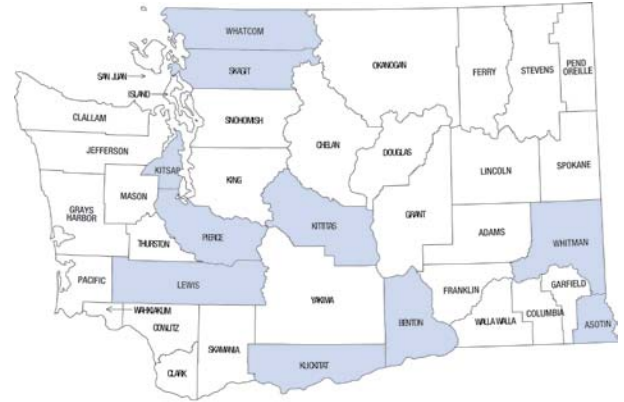 WHATCOM
SAN JUAN
SKAGIT
ISLAND
OKANOGAN
FERRY
STEVENS
PEND
OREILLE
CLALLAM
SNOHOMISH
JEFFERSON
CHELAN
DOUGLAS
KITSAP
KING
LINCOLN
SPOKANE
MASON
GRAYS
HARBOR
PIERCE
KITTITAS
GRANT
ADAMS
WHITMAN
THURSTON
PACIFIC
LEWIS
YAKIMA
FRANKLIN
GARFIELD
WAHKIAKUM
COWLITZ
BENTON
WALLA WALLA
COLUMBIA
ASOTIN
SKAMANIA
KLICKITAT
CLARK